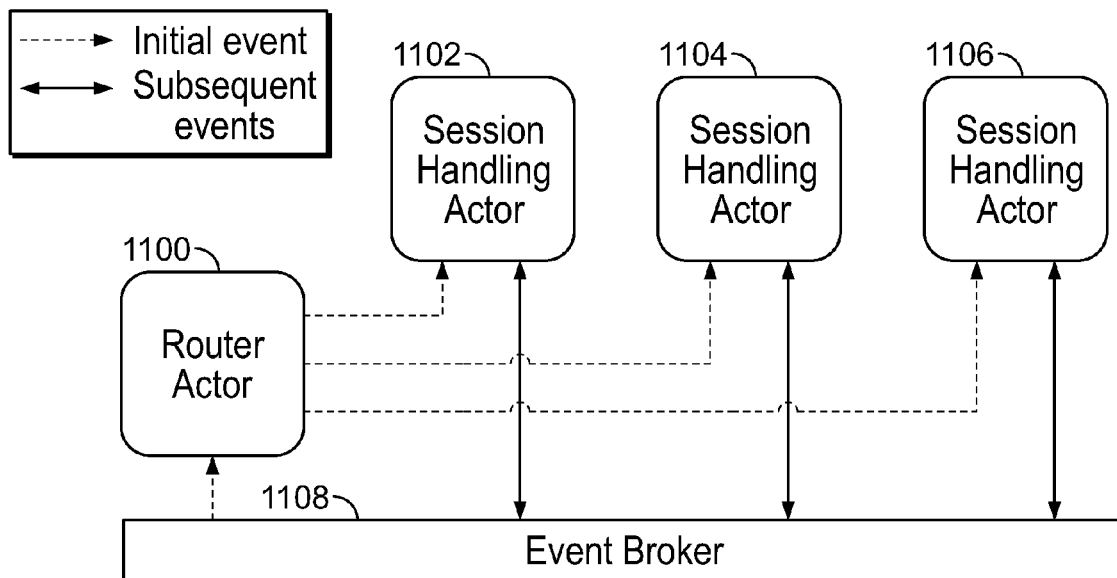 Initial event
Subsequent
events
1102
1104
1106
Session
Handling
Actor
Session
Handling
Actor
Session
Handling
Actor
1100
Router
Actor
1108
Event Broker